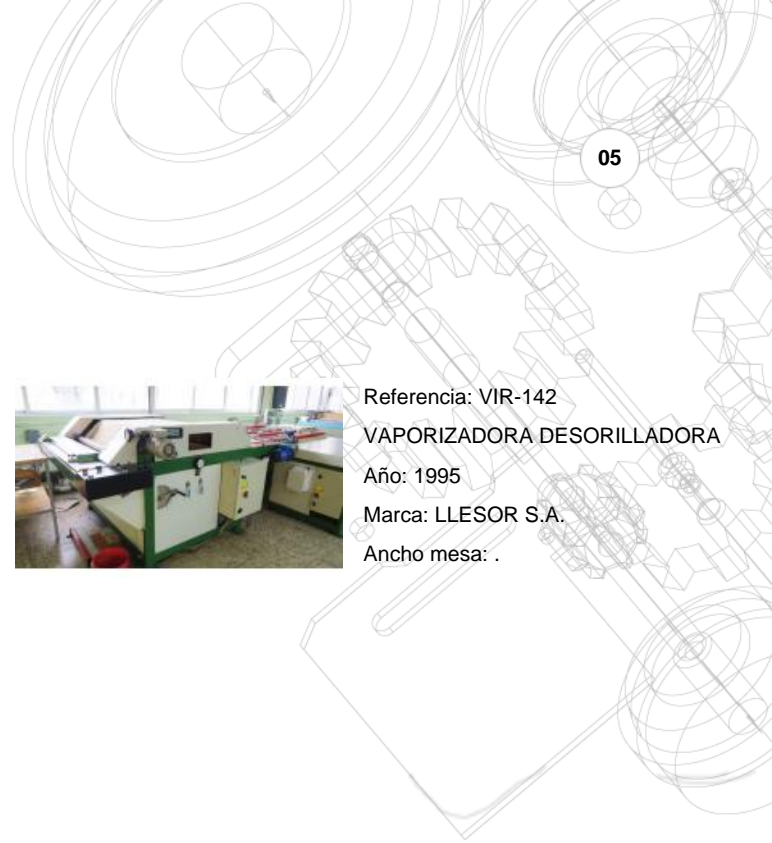 05
Referencia: VIR-142
VAPORIZADORA DESORILLADORA
Año: 1995
Marca: LLESOR S.A.
Ancho mesa: .